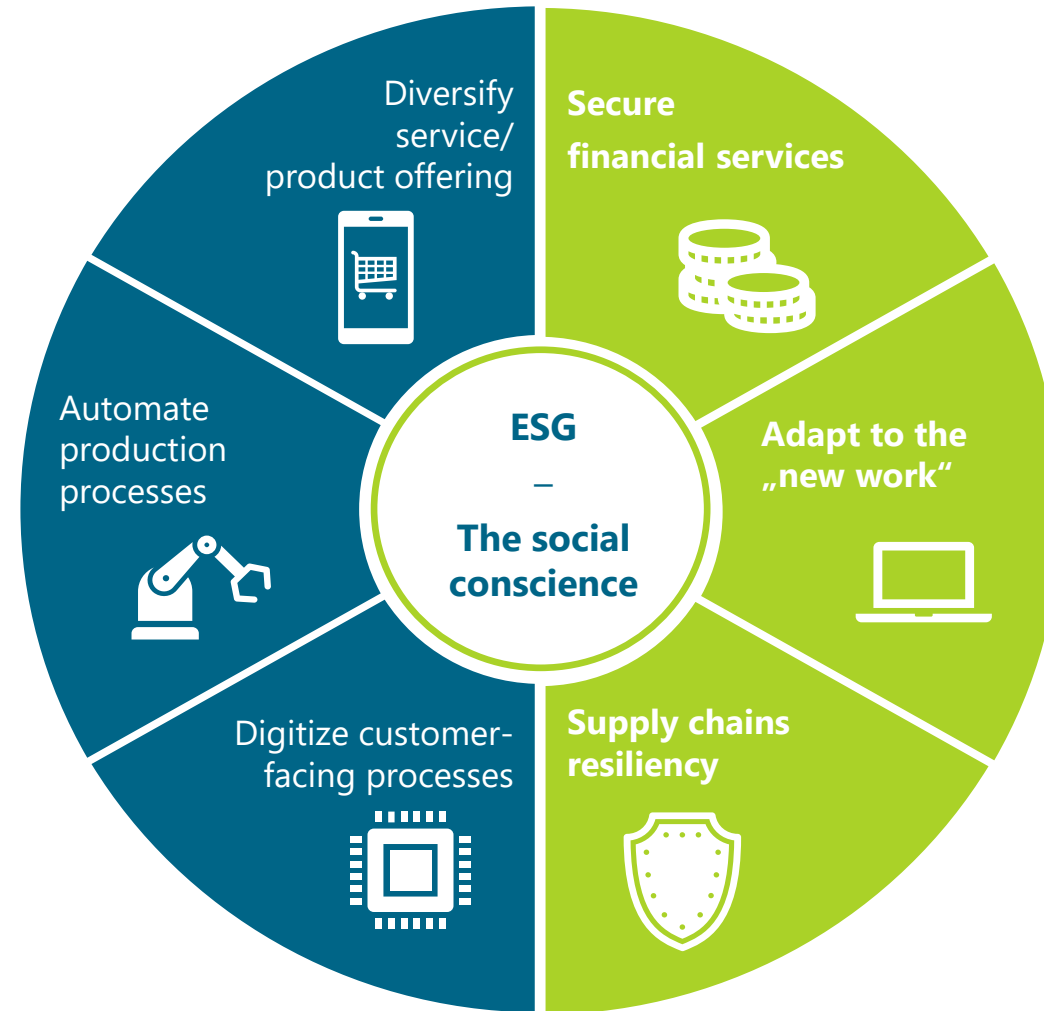 Diversify
service/
product offering
Secure
financial services
Automate
production
processes
ESG
–
The social
conscience
Adapt to the
„new work“
Digitize customer-
facing processes
Supply chains
resiliency